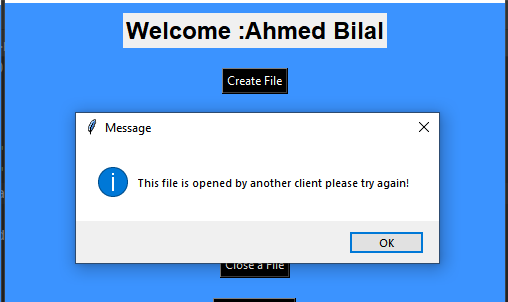 Welcome :Ahmed Bilal
Create File
Message
This file is opened by another client please try again!
OK
Close a File